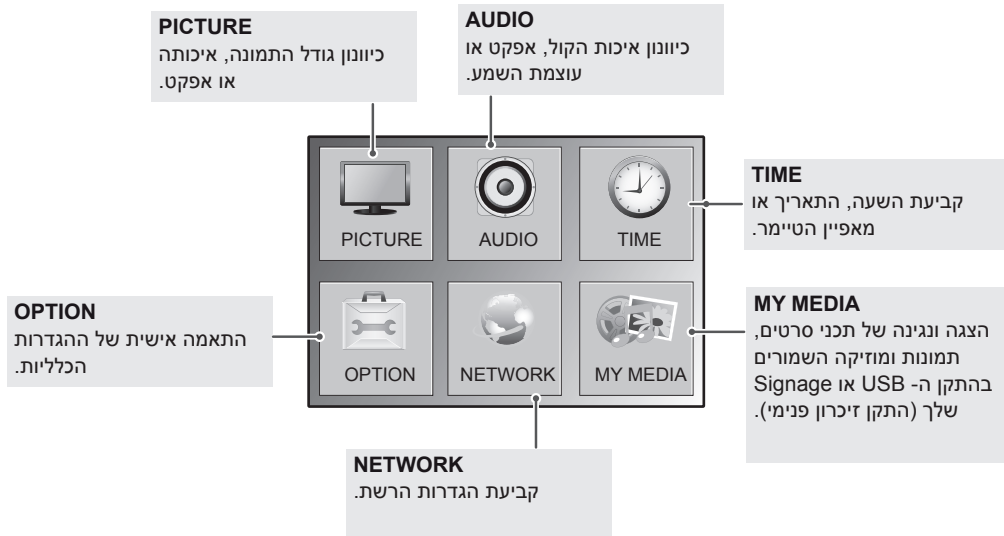 PICTURE
כיוונון גודל התמונה, איכותה
או אפקט.
AUDIO
כיוונון איכות הקול, אפקט או
עוצמת השמע.
PICTURE
AUDIO
TIME
TIME
קביעת השעה, התאריך או
מאפיין הטיימר.
OPTION
התאמה אישית של ההגדרות
הכלליות.
OPTION
NETWORK
MY MEDIA
MY MEDIA
הצגה ונגינה של תכני סרטים,
תמונות ומוזיקה השמורים
בהתקן ה- USB או Signage
שלך (התקן זיכרון פנימי).
NETWORK
קביעת הגדרות הרשת.